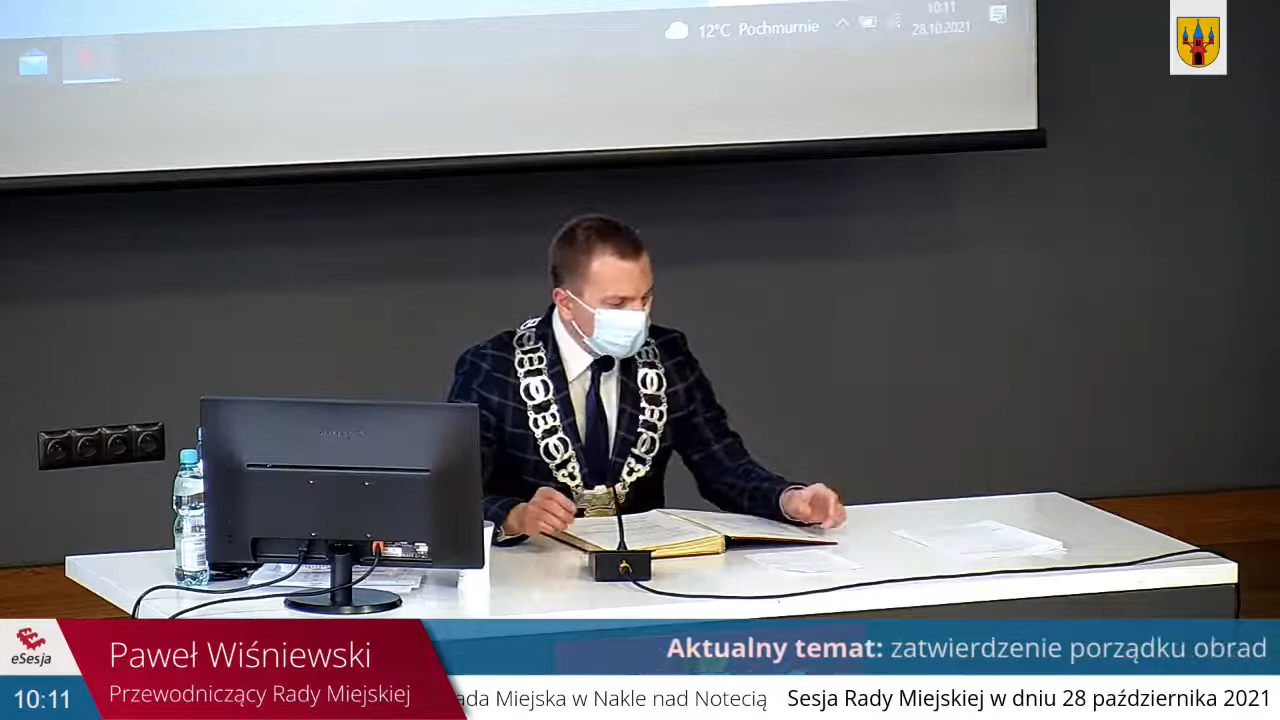 10:11
12°C Pochmurnie
28.10.2021
eSesja
Paweł Wiśniewski
Przewodniczący Rady Miejskiej
Aktualny temat: zatwierdzenie porządku obrad
10:11
ada Miejska w Nakle nad Notecią Sesja Rady Miejskiej w dniu 28 października 2021